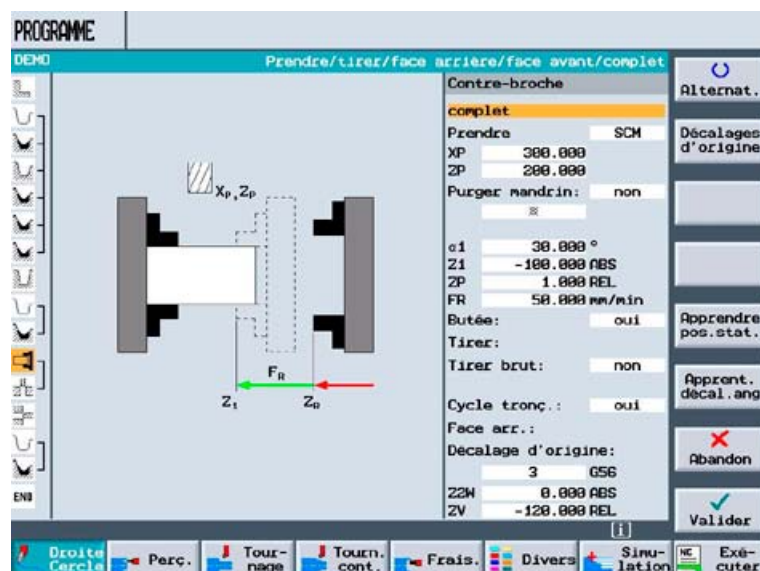 PROGRAMME
DEMO
Prendre/tirer/face arrière/face avant/complet
Contre-broche
complet
Prendre SCM
XP 300.000
ZP 200.000
Purger mandrin: non
α1 30.000 °
Z1 -100.000 ABS
ZP 1.000 REL
FR 50.000 mm/min
Butée: oui
Tirer:
Tirer brut: non
Cycle tronç.: oui
Face arr.:
Décalage d'origine:
3 G56
Z2W 0.000 ABS
ZV -120.000 REL
Xp,Zp
FR
Z1 ZR
END
Alternat.
Décalages
d'origine
Apprendre
pos.stat.
Apprent.
décal.ang
Abandon
Valider
Droite
Cercle
Perç.
Tour-
nage
Tourn.
cont.
Frais.
Divers
Simu-
lation
NC
Exé-
cuter
i